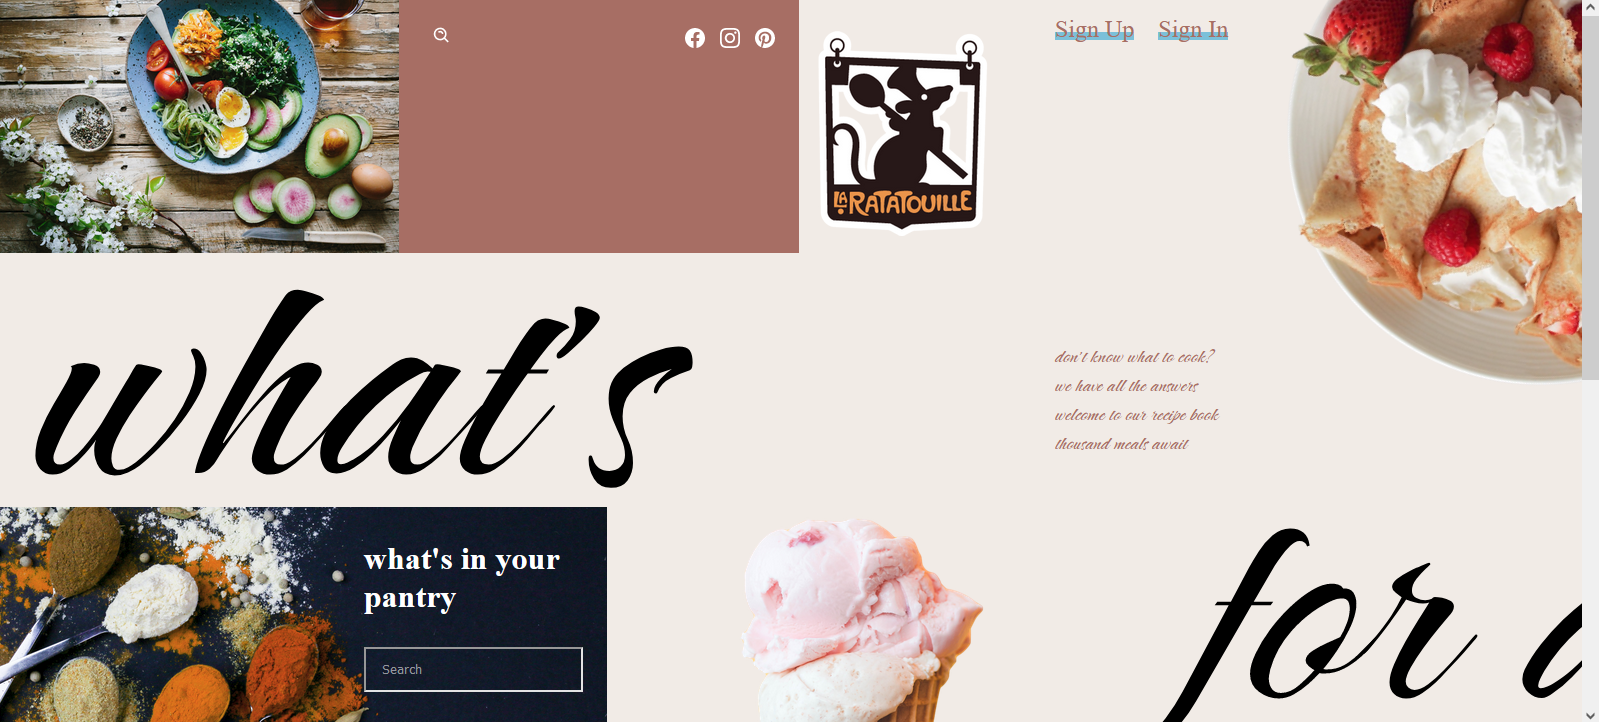 Sign Up Sign In
LA RATATOUILLE
what's
don't know what to cook?
we have all the answers
welcome to our recipe book
thousand meals await
what's in your
pantry
Search
for